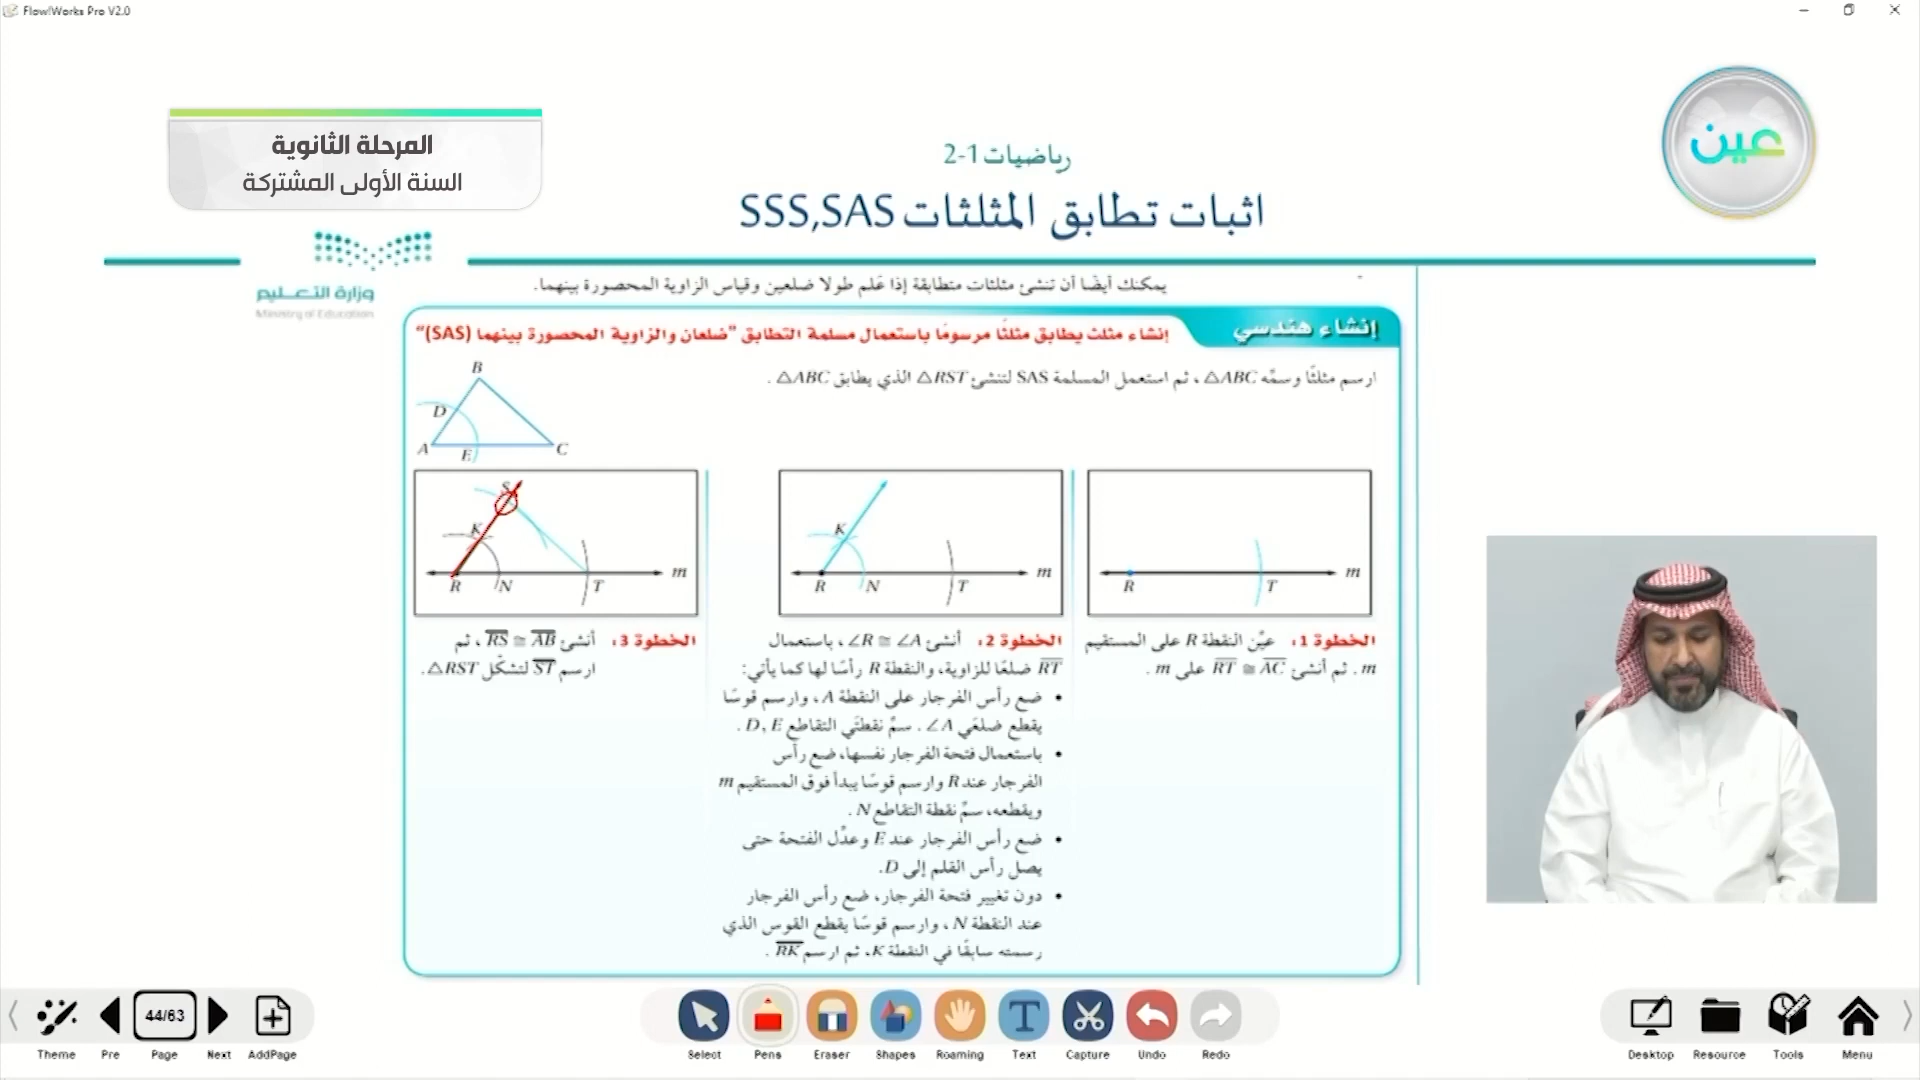 FlowWorks Pro V2.0
المرحلة الثانوية
السنة الأولى المشتركة
رياضيات 1-2
اثبات تطابق المثلثات SSS,SAS
عين
وزارة التعـليم
Ministry of Education
يمكنك أيضًا أن تنشئ مثلثات متطابقة إذا عُلم طولا ضلعين وقياس الزاوية المحصورة بينهما.
إنشاء هندسي
إنشاء مثلث يطابق مثلثًا مرسومًا باستعمال مسلمة التطابق "ضلعان والزاوية المحصورة بينهما (SAS)"
ارسم مثلثًا وسمِّه △ABC، ثم استعمل المسلمة SAS لتنشئ △RST الذي يطابق △ABC.
B
D
A
E
C
R
T
m
K
R
N
T
m
S
K
R
N
T
m
الخطوة 1: عيّن النقطة R على المستقيم
m. ثم أنشئ RT ≅ AC على m.
الخطوة 2: أنشئ ∠R ≅ ∠A، باستعمال
RT ضلعًا للزاوية، والنقطة R رأسًا لها كما يأتي:
• ضع رأس الفرجار على النقطة A، وارسم قوسًا
يقطع ضلعَي ∠A. سمِّ نقطتَي التقاطع D, E.
• باستعمال فتحة الفرجار نفسها، ضع رأس
الفرجار عند R وارسم قوسًا يبدأ فوق المستقيم m
ويقطعه، سمِّ نقطة التقاطع N.
• ضع رأس الفرجار عند E وعدِّل الفتحة حتى
يصل رأس القلم إلى D.
• دون تغيير فتحة الفرجار، ضع رأس الفرجار
عند النقطة N، وارسم قوسًا يقطع القوس الذي
رسمته سابقًا في النقطة K، ثم ارسم RK.
الخطوة 3: أنشئ RS ≅ AB، ثم
ارسم ST لتشكّل △RST.
44/63
Theme Pre Page Next AddPage
Select Pens Eraser Shapes Roaming Text Capture Undo Redo
Desktop Resource Tools Menu